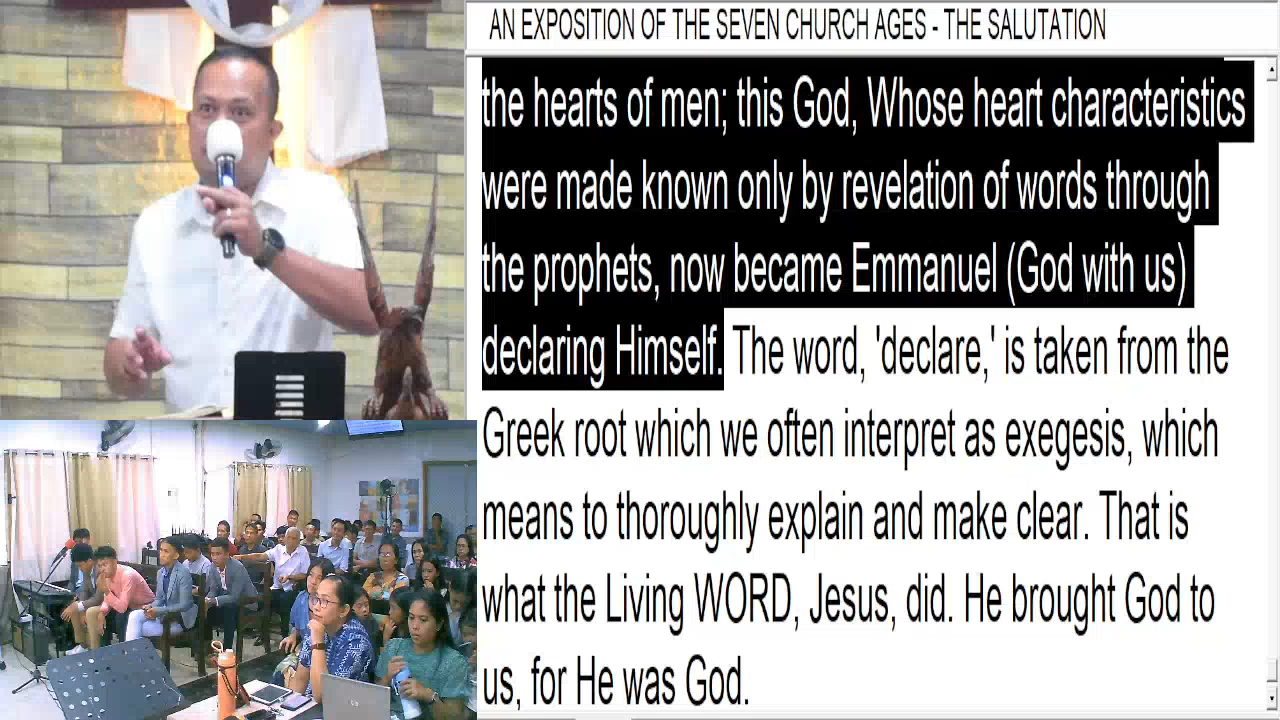 AN EXPOSITION OF THE SEVEN CHURCH AGES - THE SALUTATION
the hearts of men; this God, Whose heart characteristics
were made known only by revelation of words through
the prophets, now became Emmanuel (God with us)
declaring Himself. The word, 'declare,' is taken from the
Greek root which we often interpret as exegesis, which
means to thoroughly explain and make clear. That is
what the Living WORD, Jesus, did. He brought God to
us, for He was God.